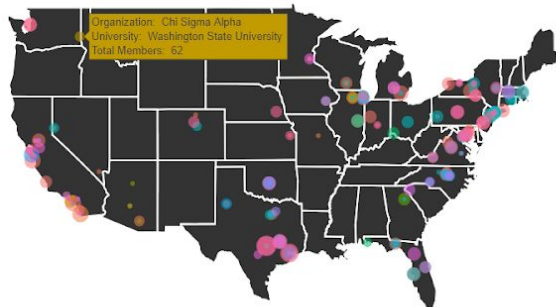 Organization: Chi Sigma Alpha
University: Washington State University
Total Members: 62